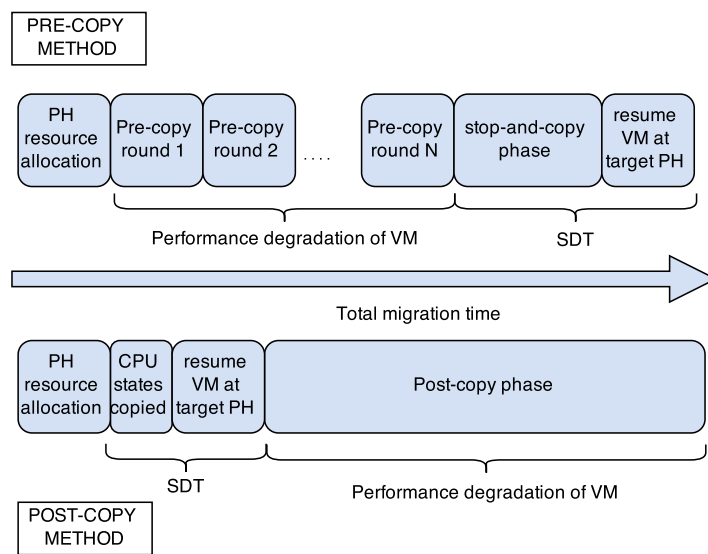 PRE-COPY
METHOD
PH
resource
allocation
Pre-copy
round 1
Pre-copy
round 2
....
Pre-copy
round N
stop-and-copy
phase
resume
VM at
target PH
Performance degradation of VM
SDT
Total migration time
PH
resource
allocation
CPU
states
copied
resume
VM at
target PH
Post-copy phase
SDT
Performance degradation of VM
POST-COPY
METHOD